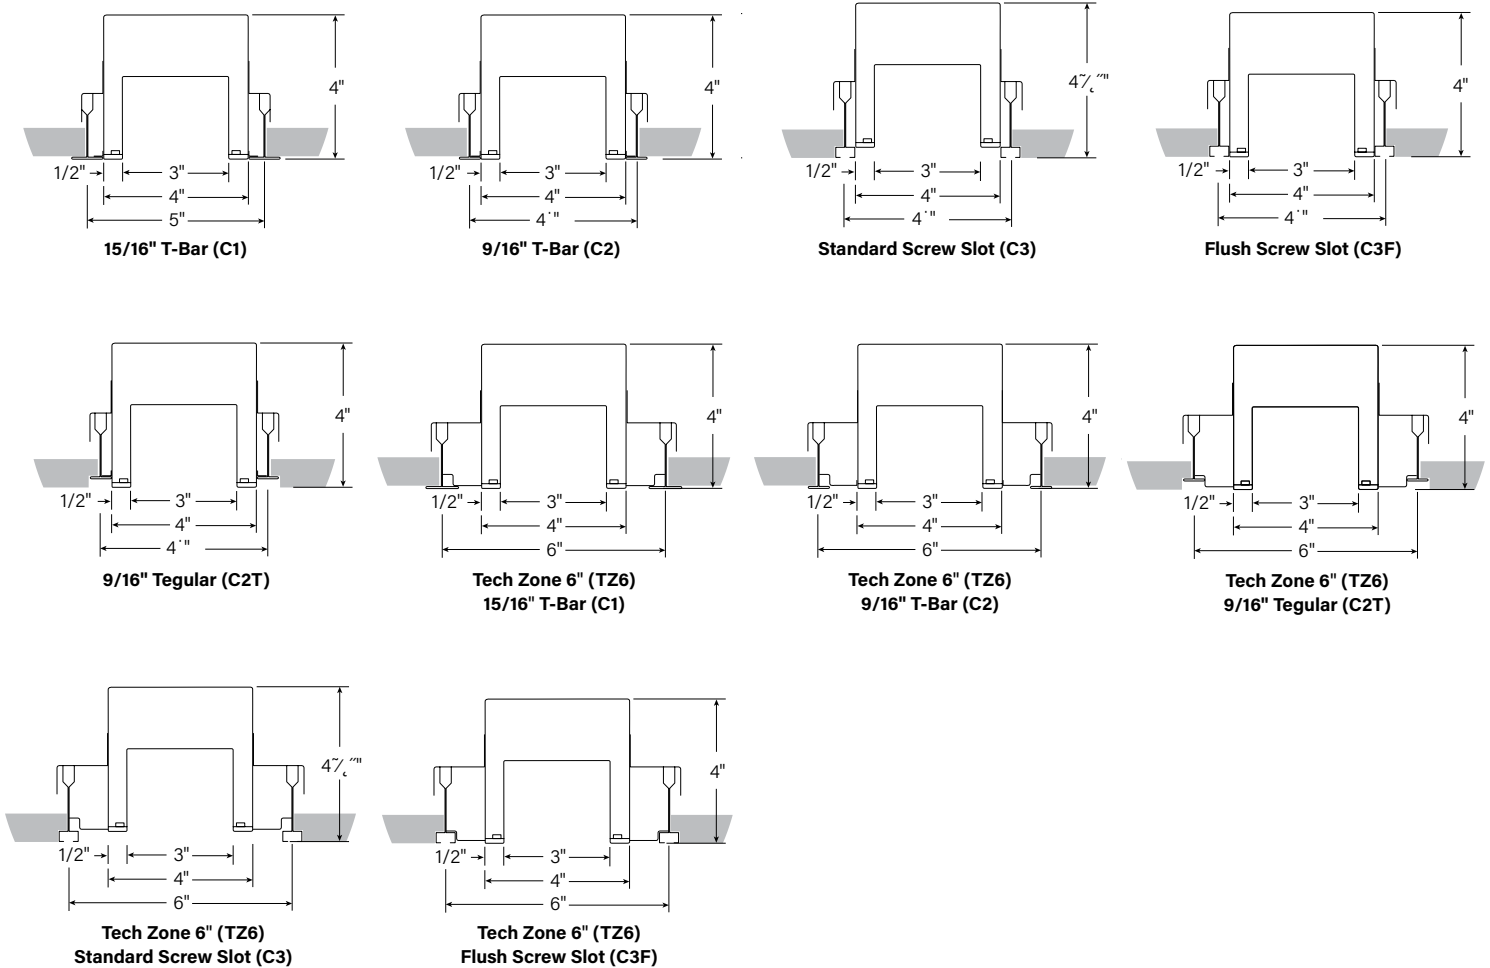 4"
1/2"
3"
4"
5"
15/16" T-Bar (C1)
4"
1/2"
3"
4"
9/16" T-Bar (C2)
1/2"
3"
4"
Standard Screw Slot (C3)
4"
1/2"
3"
4"
Flush Screw Slot (C3F)
4"
1/2"
3"
4"
9/16" Tegular (C2T)
4"
1/2"
3"
4"
6"
Tech Zone 6" (TZ6)
15/16" T-Bar (C1)
4"
1/2"
3"
4"
6"
Tech Zone 6" (TZ6)
9/16" T-Bar (C2)
4"
1/2"
3"
4"
6"
Tech Zone 6" (TZ6)
9/16" Tegular (C2T)
1/2"
3"
4"
6"
Tech Zone 6" (TZ6)
Standard Screw Slot (C3)
4"
1/2"
3"
4"
6"
Tech Zone 6" (TZ6)
Flush Screw Slot (C3F)